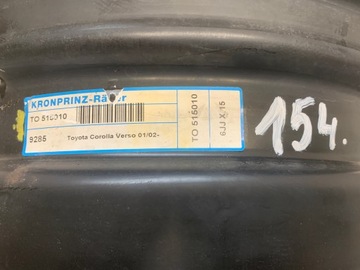 KRONPRINZ-Räder
TO 515010
9285 Toyota Corolla Verso 01/02-
TO 515010
6JJ X 15
154.